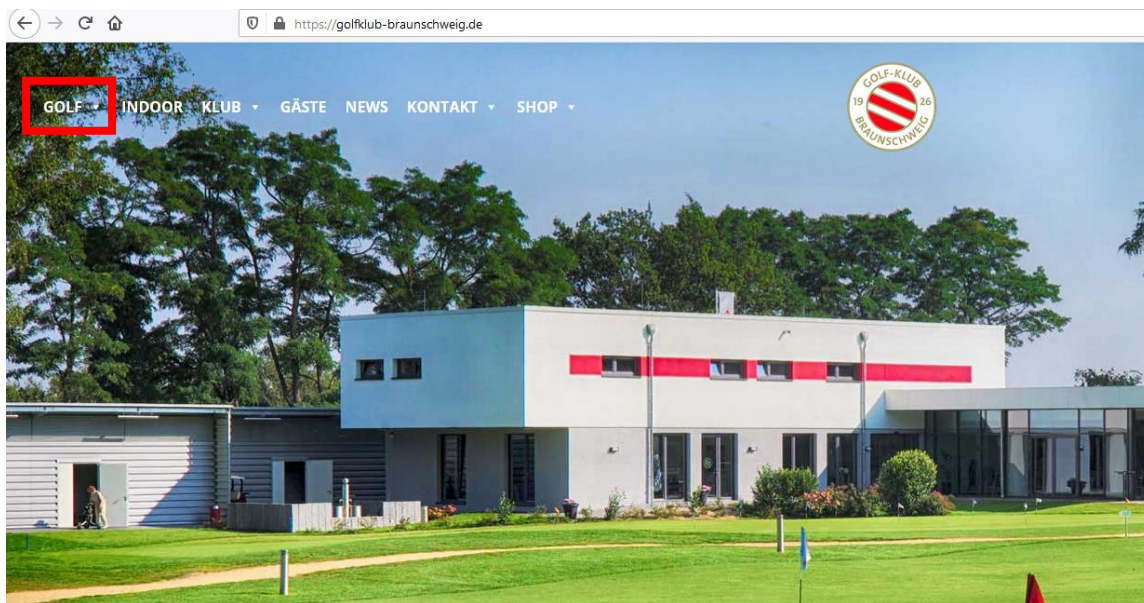 https://golfklub-braunschweig.de
GOLF INDOOR KLUB GÄSTE NEWS KONTAKT SHOP
GOLF-KLUB
19 26
BRAUNSCHWEIG